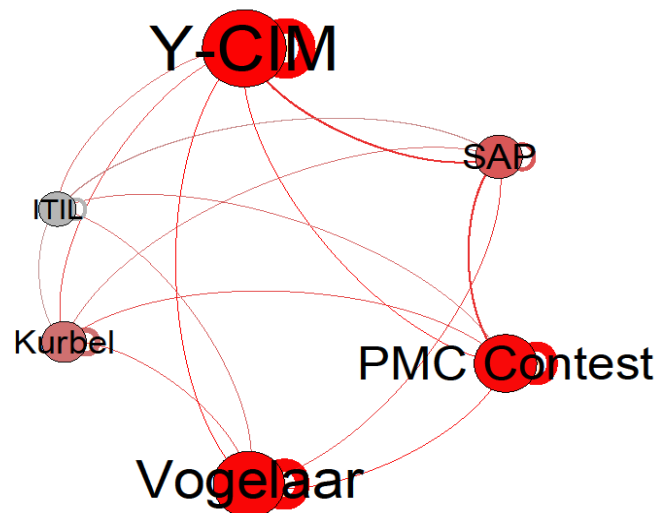 Y-CIM
SAP
ITIL
Kurbel
PMC Contest
Vogelaar